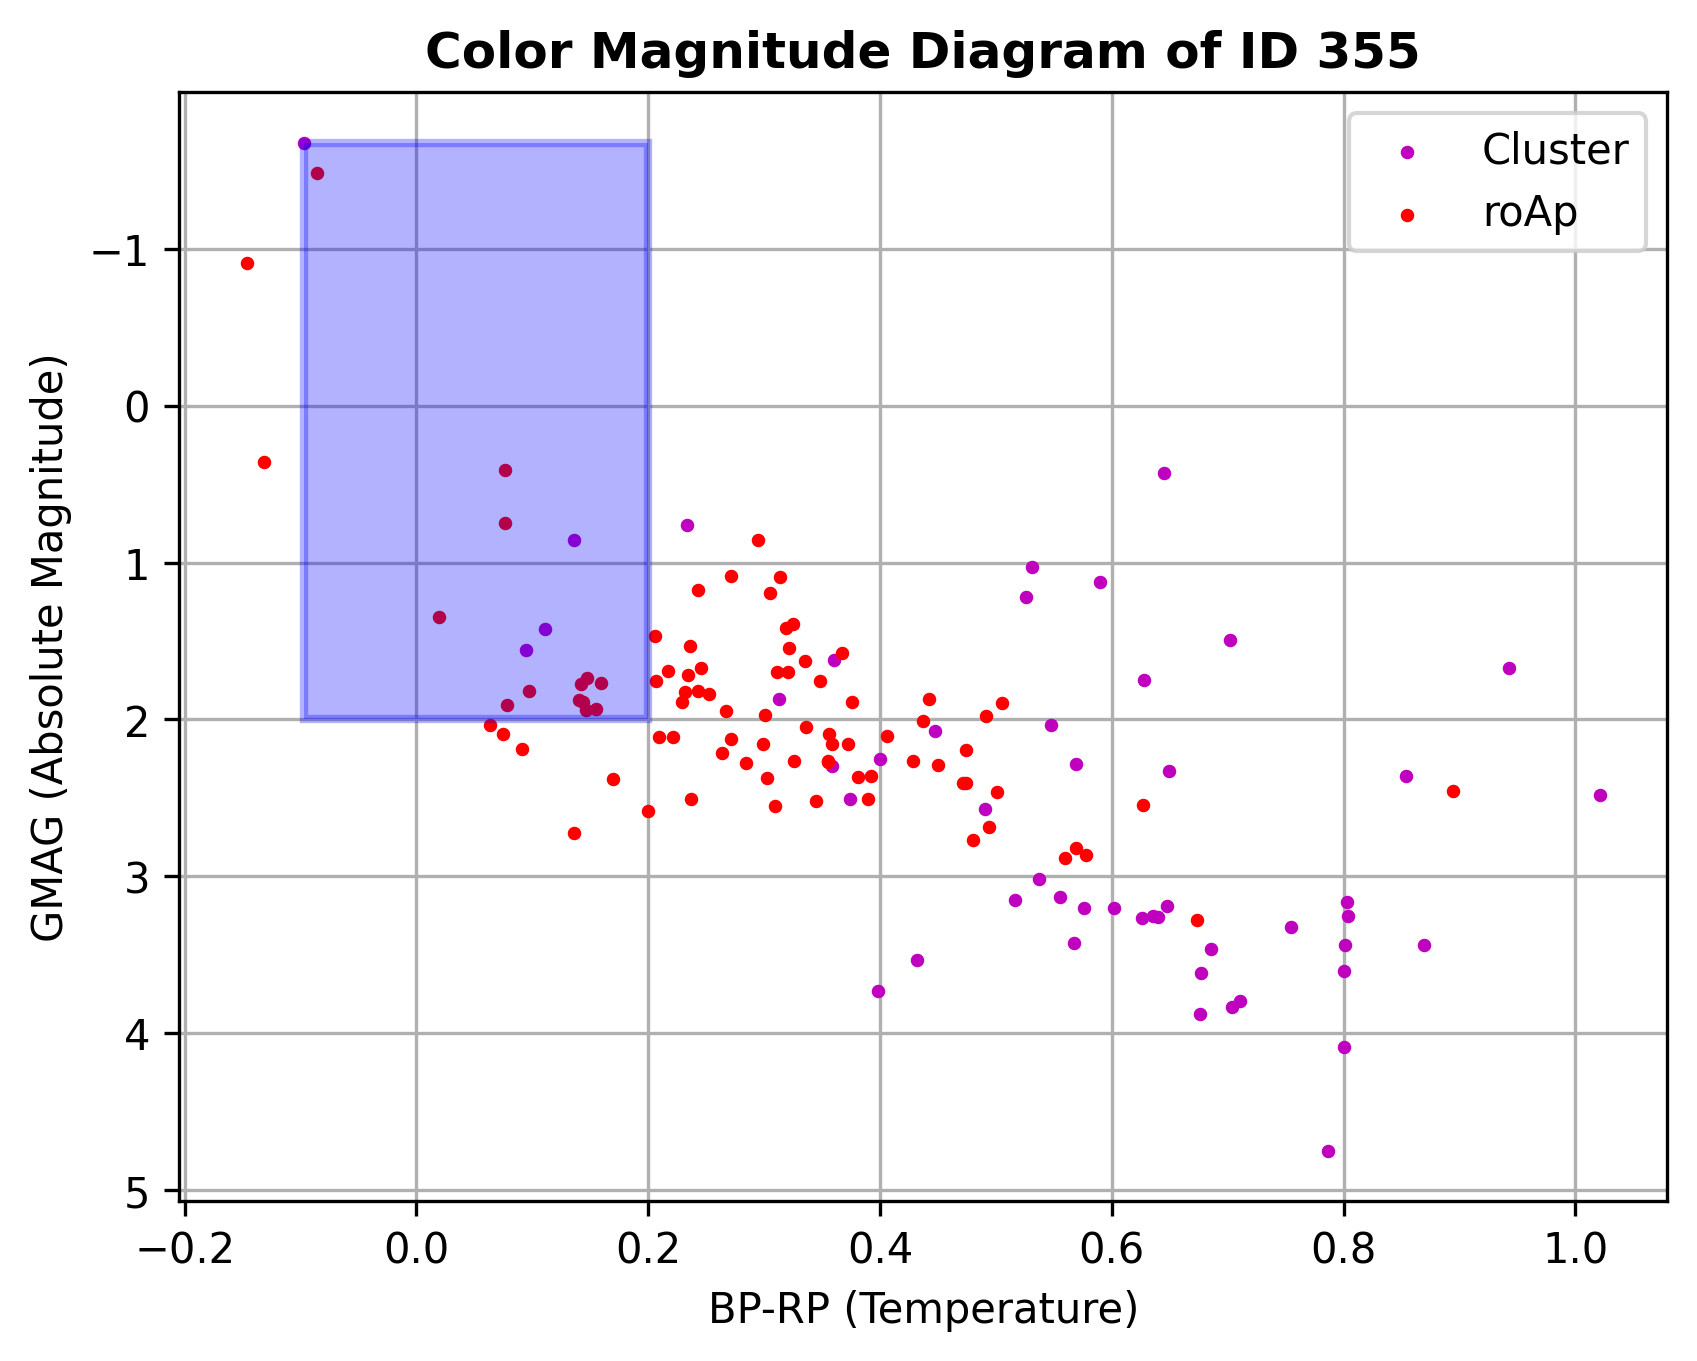 Color Magnitude Diagram of ID 355
Cluster
roAp
GMAG (Absolute Magnitude)
−1
0
1
2
3
4
5
−0.2 0.0 0.2 0.4 0.6 0.8 1.0
BP-RP (Temperature)